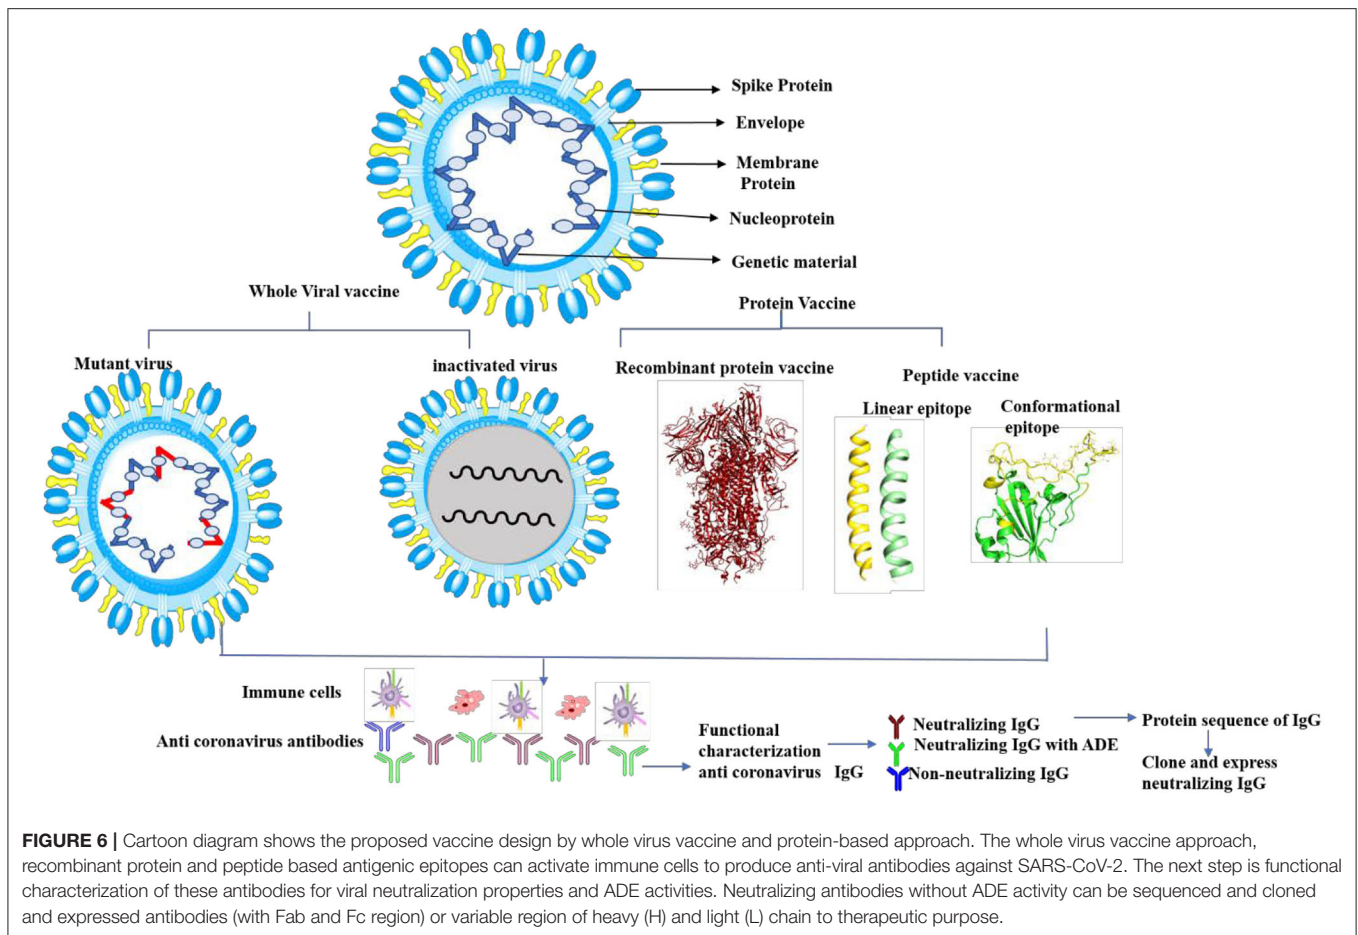 Spike Protein
Envelope
Membrane
Protein
Nucleoprotein
Genetic material
Whole Viral vaccine
Protein Vaccine
Mutant virus
inactivated virus
Recombinant protein vaccine
Peptide vaccine
Linear epitope
Conformational
epitope
Immune cells
Anti coronavirus antibodies
Functional
characterization
anti coronavirus IgG
Neutralizing IgG
Neutralizing IgG with ADE
Non-neutralizing IgG
Protein sequence of IgG
Clone and express
neutralizing IgG
FIGURE 6 | Cartoon diagram shows the proposed vaccine design by whole virus vaccine and protein-based approach. The whole virus vaccine approach,
recombinant protein and peptide based antigenic epitopes can activate immune cells to produce anti-viral antibodies against SARS-CoV-2. The next step is functional
characterization of these antibodies for viral neutralization properties and ADE activities. Neutralizing antibodies without ADE activity can be sequenced and cloned
and expressed antibodies (with Fab and Fc region) or variable region of heavy (H) and light (L) chain to therapeutic purpose.